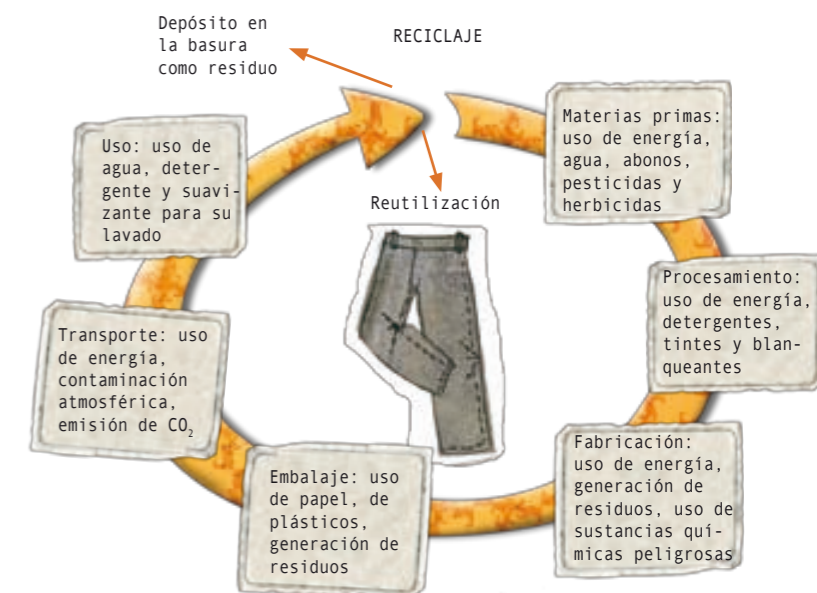 Depósito en
la basura
como residuo
RECICLAJE
Materias primas:
uso de energía,
agua, abonos,
pesticidas y
herbicidas
Procesamiento:
uso de energía,
detergentes,
tintes y blan-
queantes
Fabricación:
uso de energía,
generación de
residuos, uso de
sustancias quí-
micas peligrosas
Embalaje: uso
de papel, de
plásticos,
generación de
residuos
Transporte: uso
de energía,
contaminación
atmosférica,
emisión de CO₂
Uso: uso de
agua, deter-
gente y suavi-
zante para su
lavado
Reutilización